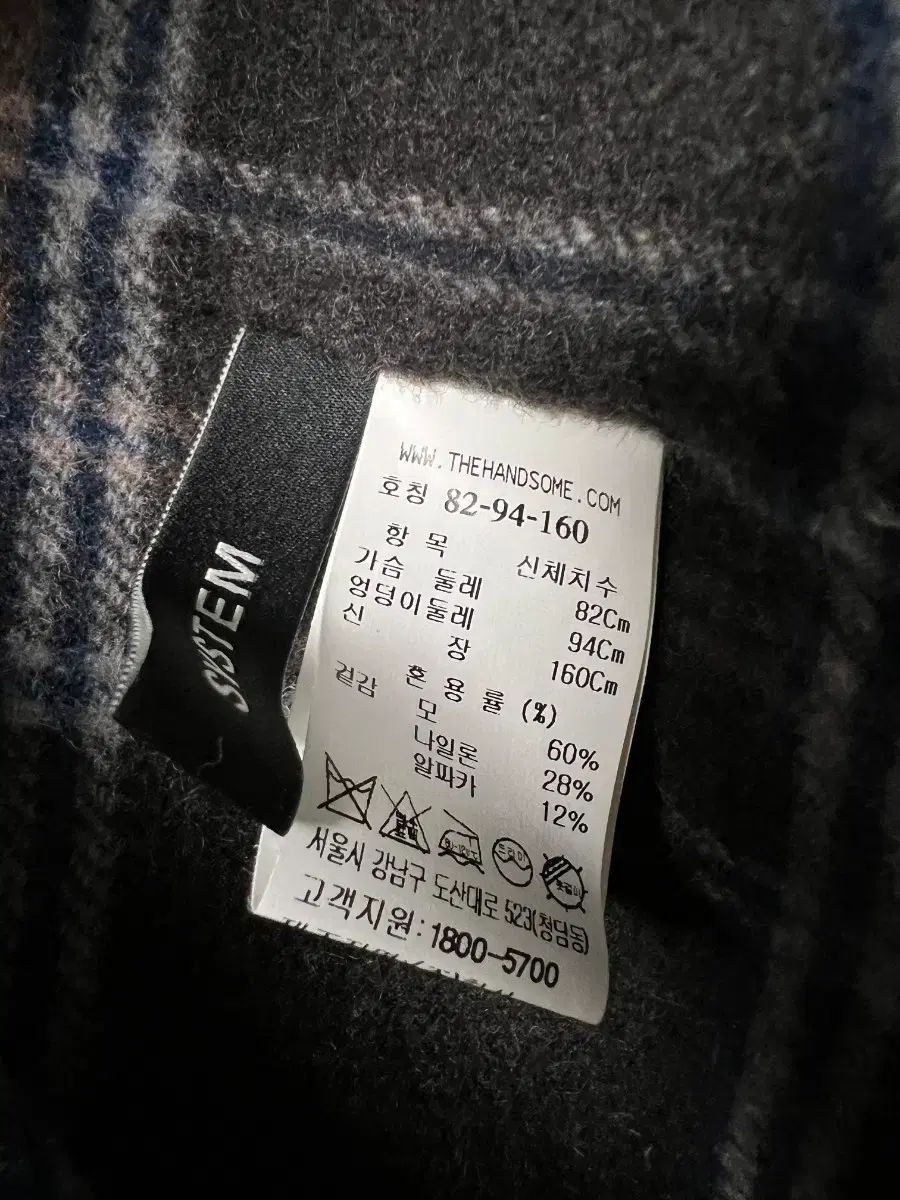 SYSTEM
WWW.THEHANDSOME.COM
호칭 82-94-160
항 목 신체치수
가슴 둘레 82Cm
엉덩이둘레 94Cm
신 장 160Cm
겉감 혼 용 률 (%)
모 60%
나일론 28%
알파카 12%
드라이
서울시 강남구 도산대로 523(청담동)
고객지원:1800-5700